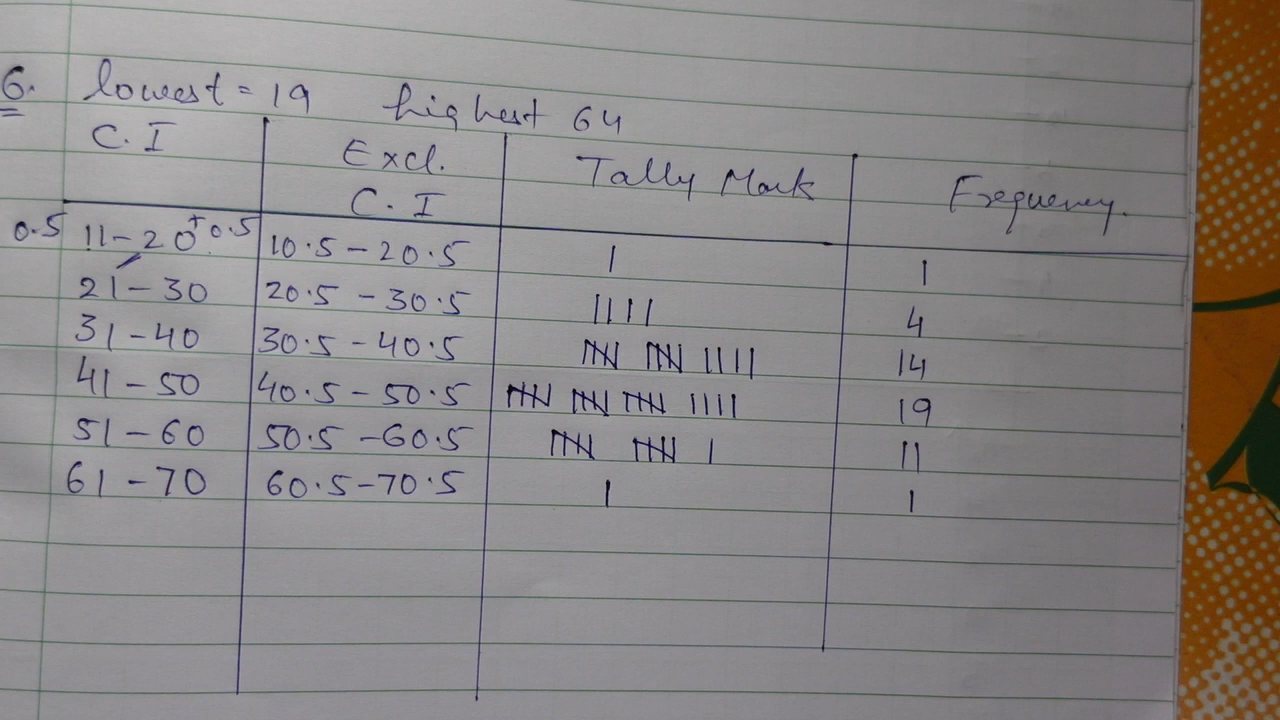 6. lowest = 19 highest 64
C.I Excl. C.I Tally Mark Frequency.
0.5 11-20+0.5 10.5-20.5 | 1
21-30 20.5-30.5 |||| 4
31-40 30.5-40.5 𝍸 𝍸 |||| 14
41-50 40.5-50.5 𝍸 𝍸 𝍸 |||| 19
51-60 50.5-60.5 𝍸 𝍸 | 11
61-70 60.5-70.5 | 1